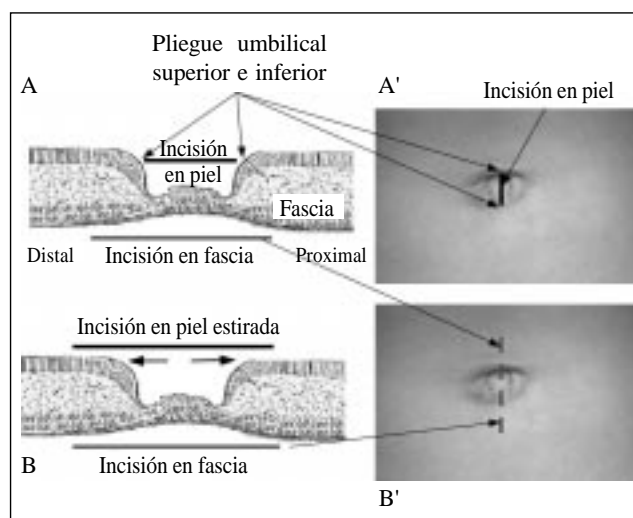 Pliegue umbilical
superior e inferior
A
A'
Incisión en piel
Incisión
en piel
Fascia
Distal
Incisión en fascia
Proximal
Incisión en piel estirada
B
Incisión en fascia
B'